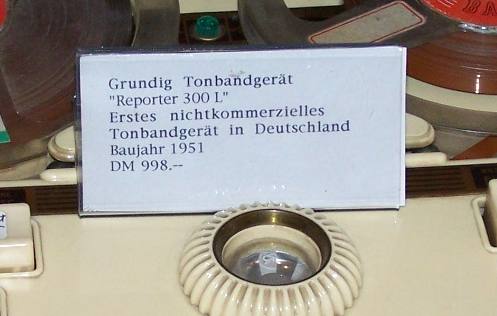 Grundig Tonbandgerät
"Reporter 300 L"
Erstes nichtkommerzielles
Tonbandgerät in Deutschland
Baujahr 1951
DM 998.--